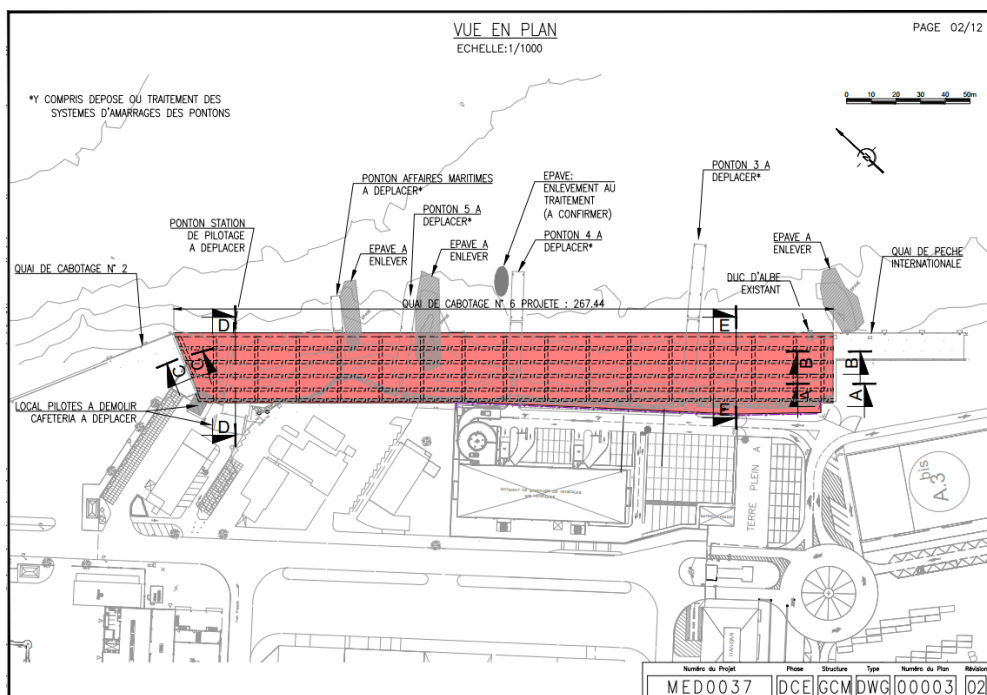 VUE EN PLAN
ECHELLE:1/1000
PAGE 02/12
*Y COMPRIS DEPOSE OU TRAITEMENT DES
SYSTEMES D'AMARRAGES DES PONTONS
0 10 20 30 40 50m
PONTON AFFAIRES MARITIMES
A DEPLACER*
EPAVE:
ENLEVEMENT AU
TRAITEMENT
(A CONFIRMER)
PONTON 3 A
DEPLACER*
PONTON STATION
DE PILOTAGE
A DEPLACER
PONTON 5 A
DEPLACER*
PONTON 4 A
DEPLACER*
EPAVE A
ENLEVER
EPAVE A
ENLEVER
EPAVE A
ENLEVER
QUAI DE PECHE
INTERNATIONALE
QUAI DE CABOTAGE N° 2
DUC D'ALBE
EXISTANT
QUAI DE CABOTAGE N° 6 PROJETE : 267.44
D
E
C
C
B
B
A
A
LOCAL PILOTES A DEMOLIR
CAFETERIA A DEPLACER
D
E
TERRE PLEIN A
bis
A.3
HANGAR
Numéro du Projet
Phase
Structure
Type
Numéro du Plan
Révision
MED0037
DCE
GCM
DWG
00003
02